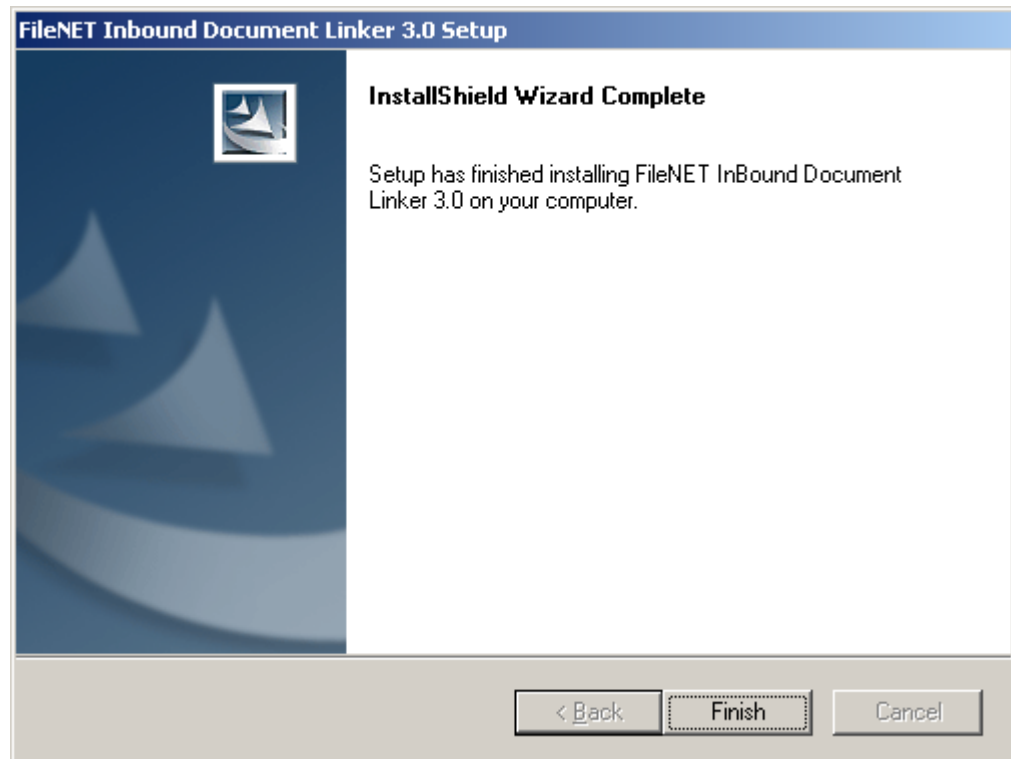 FileNET Inbound Document Linker 3.0 Setup
InstallShield Wizard Complete
Setup has finished installing FileNET InBound Document
Linker 3.0 on your computer.
< Back
Finish
Cancel